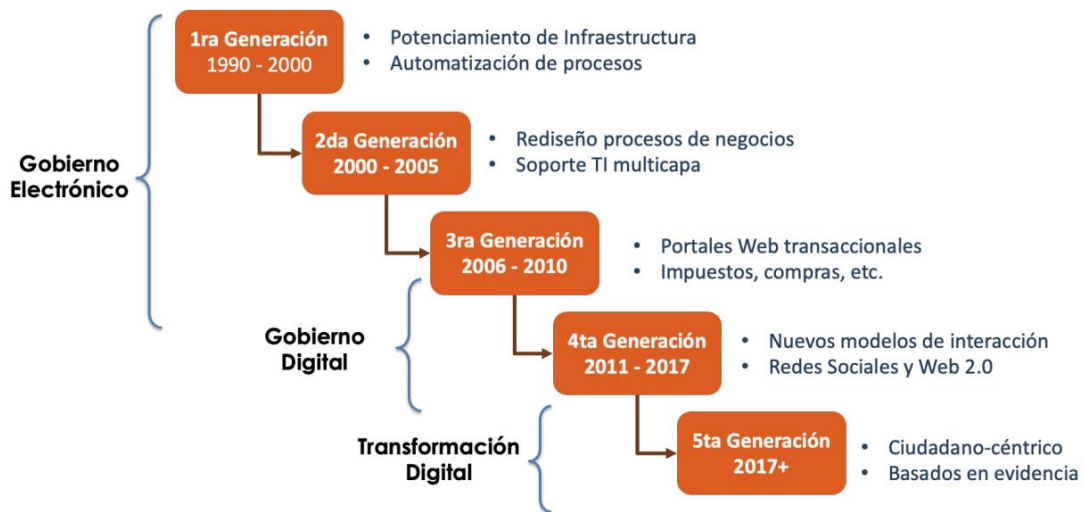 1ra Generación
1990 - 2000
• Potenciamiento de Infraestructura
• Automatización de procesos
2da Generación
2000 - 2005
• Rediseño procesos de negocios
• Soporte TI multicapa
Gobierno
Electrónico
3ra Generación
2006 - 2010
• Portales Web transaccionales
• Impuestos, compras, etc.
Gobierno
Digital
4ta Generación
2011 - 2017
• Nuevos modelos de interacción
• Redes Sociales y Web 2.0
Transformación
Digital
5ta Generación
2017+
• Ciudadano-céntrico
• Basados en evidencia